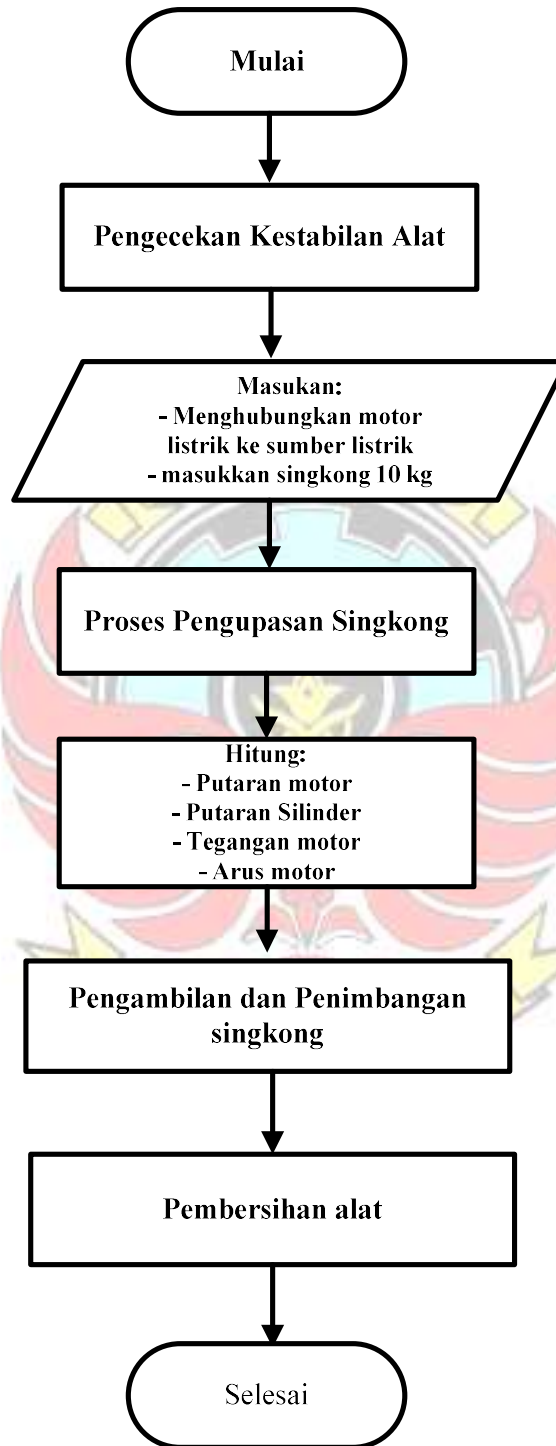 Mulai
Pengecekan Kestabilan Alat
Masukan:
- Menghubungkan motor
listrik ke sumber listrik
- masukkan singkong 10 kg
Proses Pengupasan Singkong
Hitung:
- Putaran motor
- Putaran Silinder
- Tegangan motor
- Arus motor
Pengambilan dan Penimbangan
singkong
Pembersihan alat
Selesai